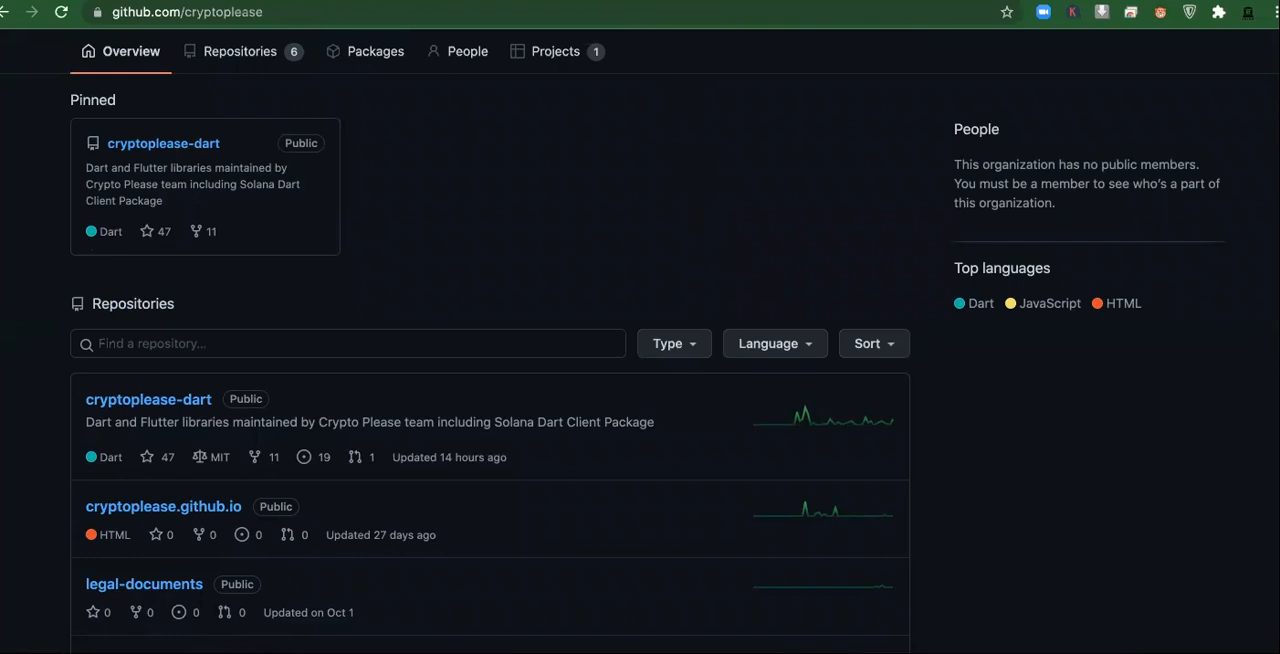 github.com/cryptoplease
Overview Repositories 6 Packages People Projects 1
Pinned
cryptoplease-dart Public
Dart and Flutter libraries maintained by
Crypto Please team including Solana Dart
Client Package
Dart 47 11
People
This organization has no public members.
You must be a member to see who's a part of
this organization.
Top languages
Dart JavaScript HTML
Repositories
Find a repository... Type Language Sort
cryptoplease-dart Public
Dart and Flutter libraries maintained by Crypto Please team including Solana Dart Client Package
Dart 47 MIT 11 19 1 Updated 14 hours ago
cryptoplease.github.io Public
HTML 0 0 0 0 Updated 27 days ago
legal-documents Public
0 0 0 0 Updated on Oct 1